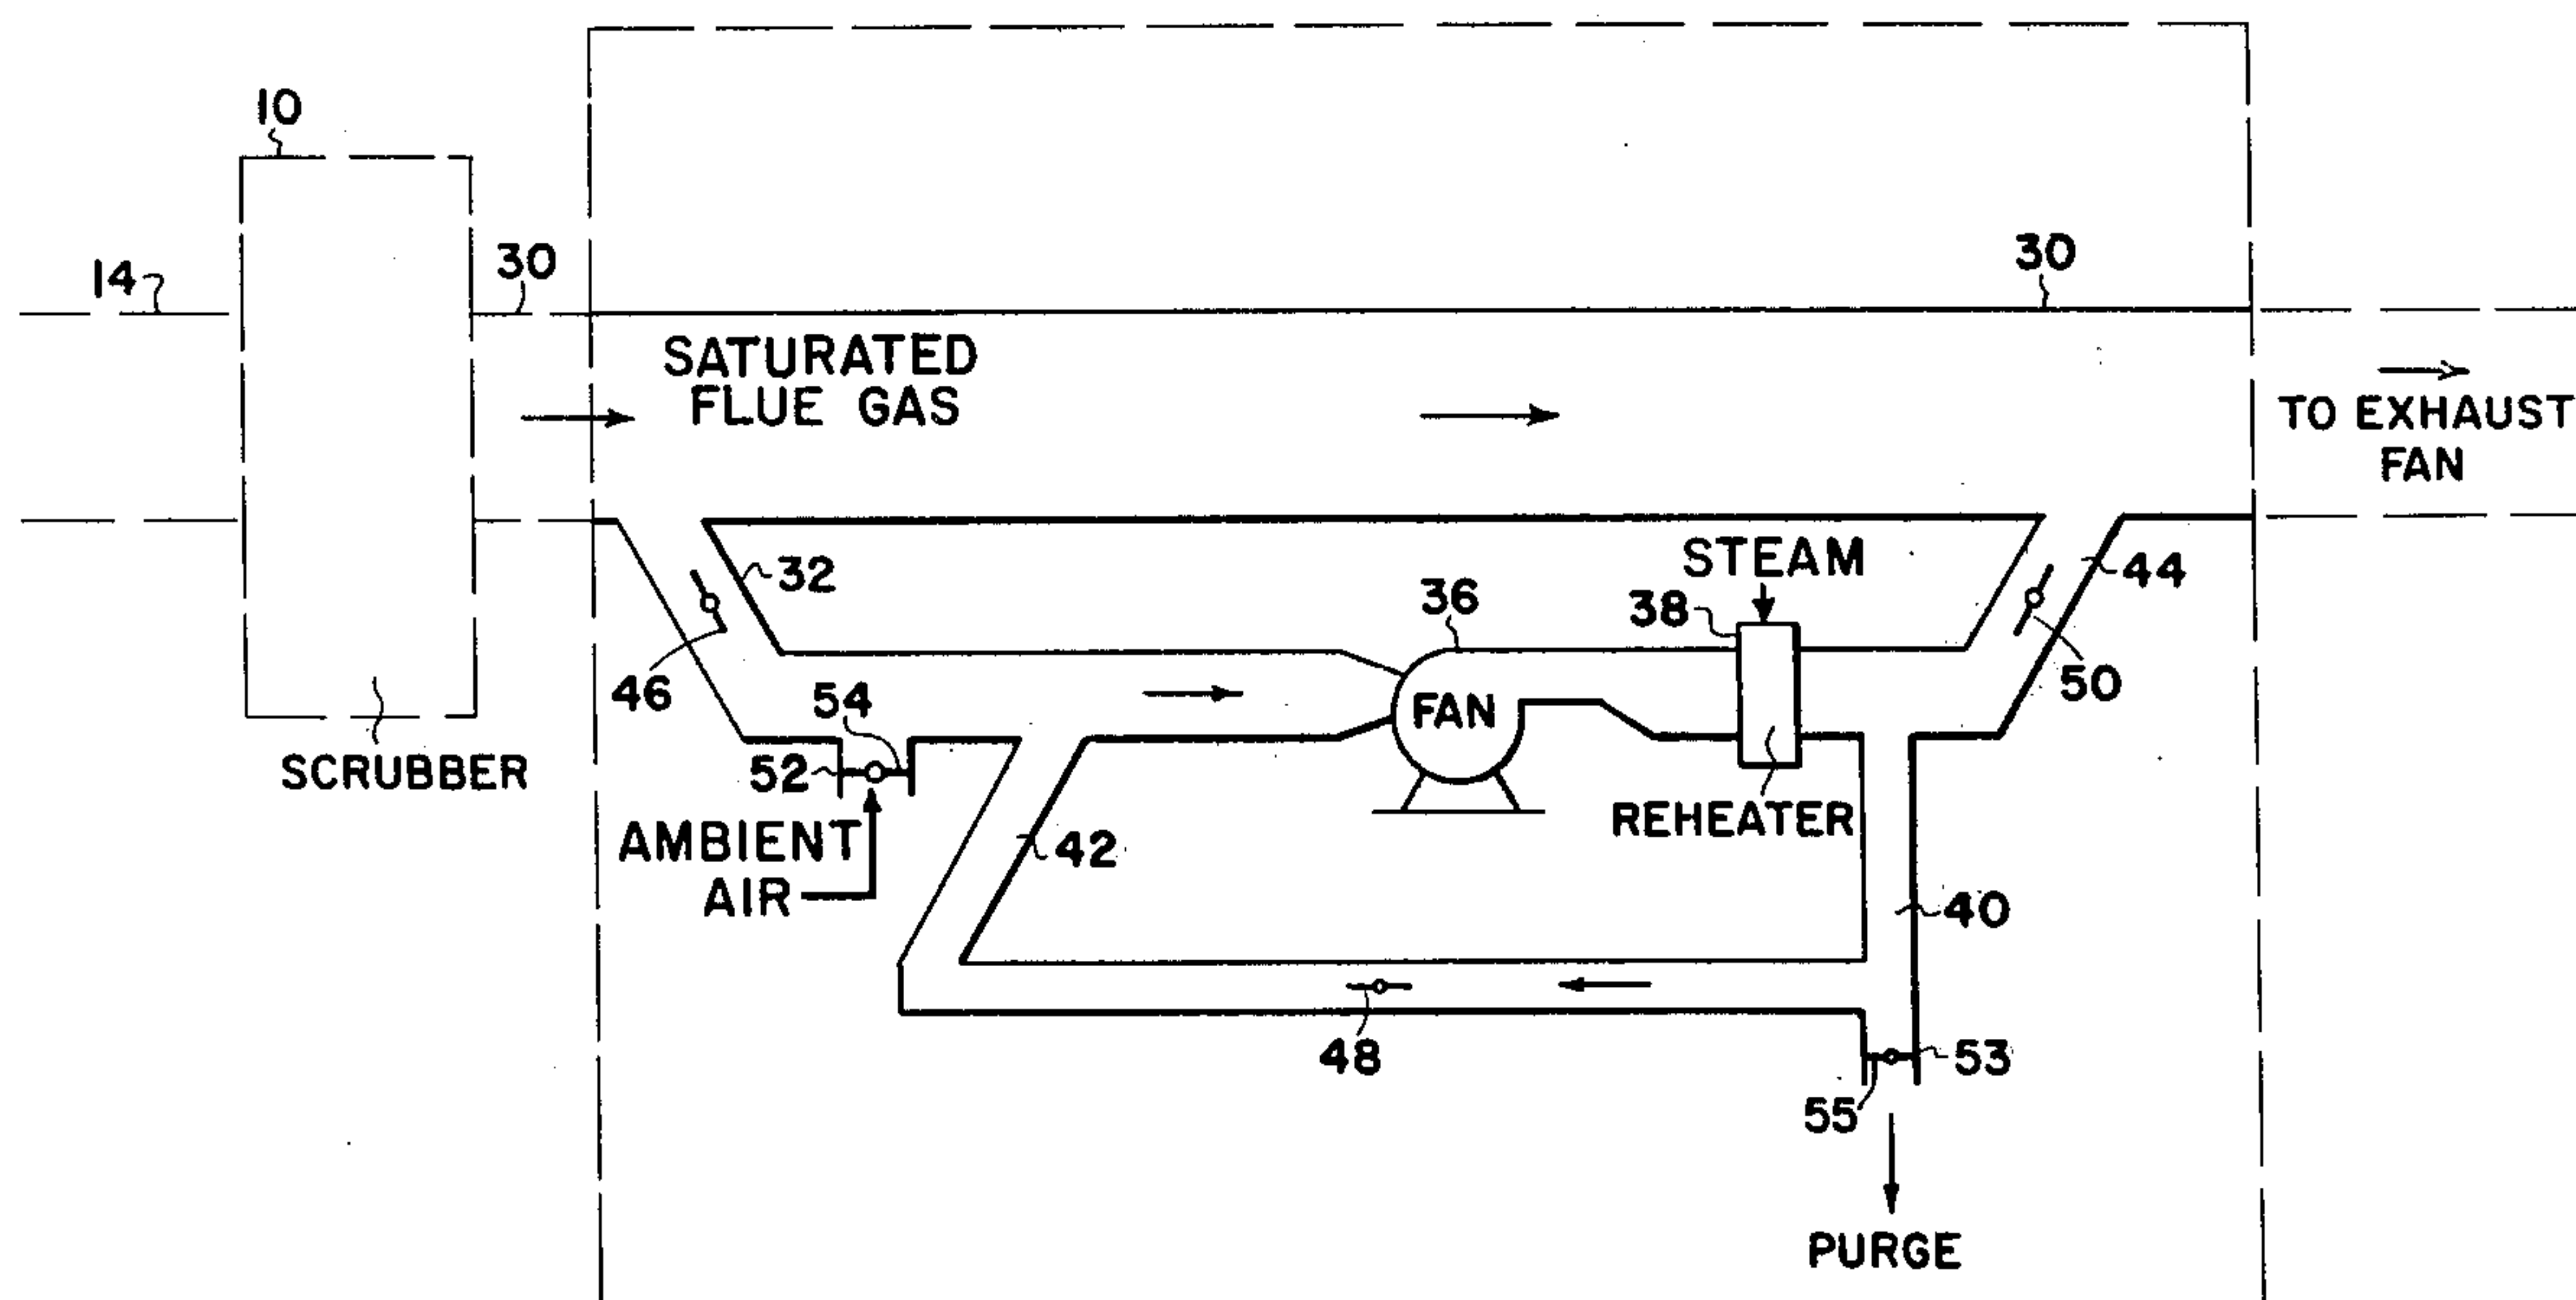 10
14
30
30
SATURATED
FLUE GAS
TO EXHAUST
FAN
32
STEAM
44
36
38
46
54
FAN
50
52
SCRUBBER
REHEATER
AMBIENT
AIR
42
40
48
53
55
PURGE